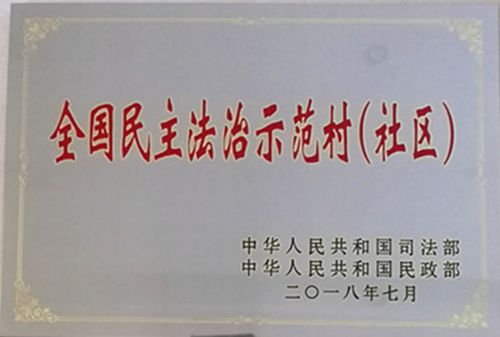 全国民主法治示范村(社区)
中华人民共和国司法部
中华人民共和国民政部
二〇一八年七月